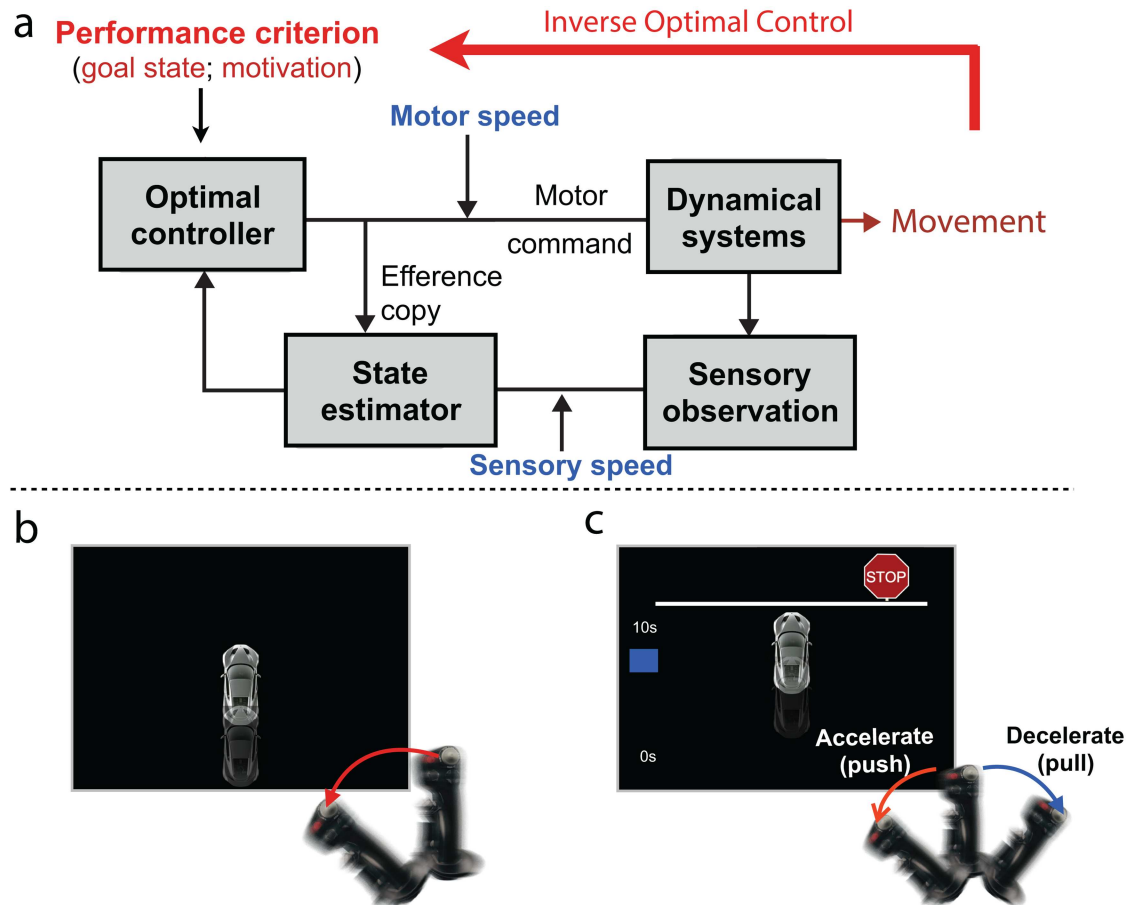 a
Performance criterion
(goal state; motivation)
Inverse Optimal Control
Motor speed
Optimal
controller
Motor
command
Dynamical
systems
Movement
Efference
copy
State
estimator
Sensory
observation
Sensory speed
b
c
STOP
10s
0s
Accelerate
(push)
Decelerate
(pull)